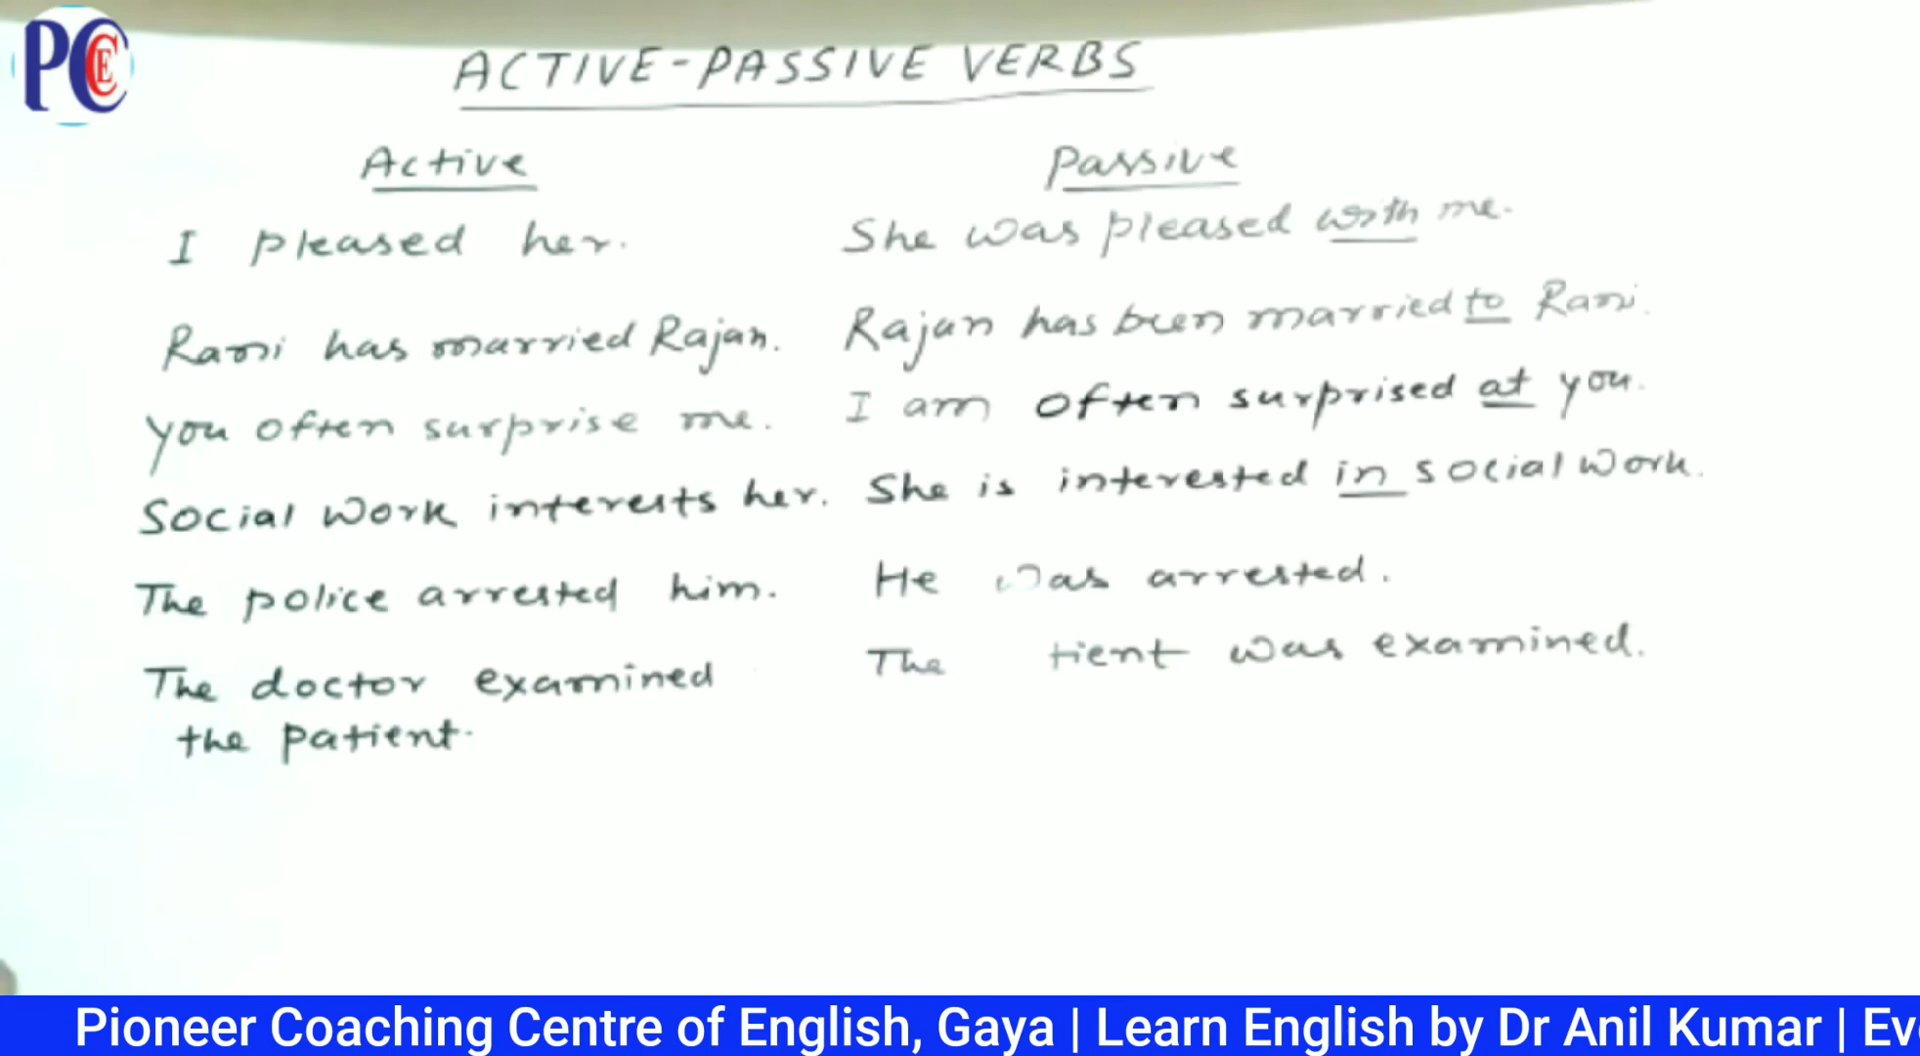 PCCE
ACTIVE-PASSIVE VERBS
Active Passive
I pleased her. She was pleased with me.
Rani has married Rajan. Rajan has been married to Rani.
You often surprise me. I am often surprised at you.
Social work interests her. She is interested in social work.
The police arrested him. He was arrested.
The doctor examined The tient was examined.
the patient.
Pioneer Coaching Centre of English, Gaya | Learn English by Dr Anil Kumar | Ev